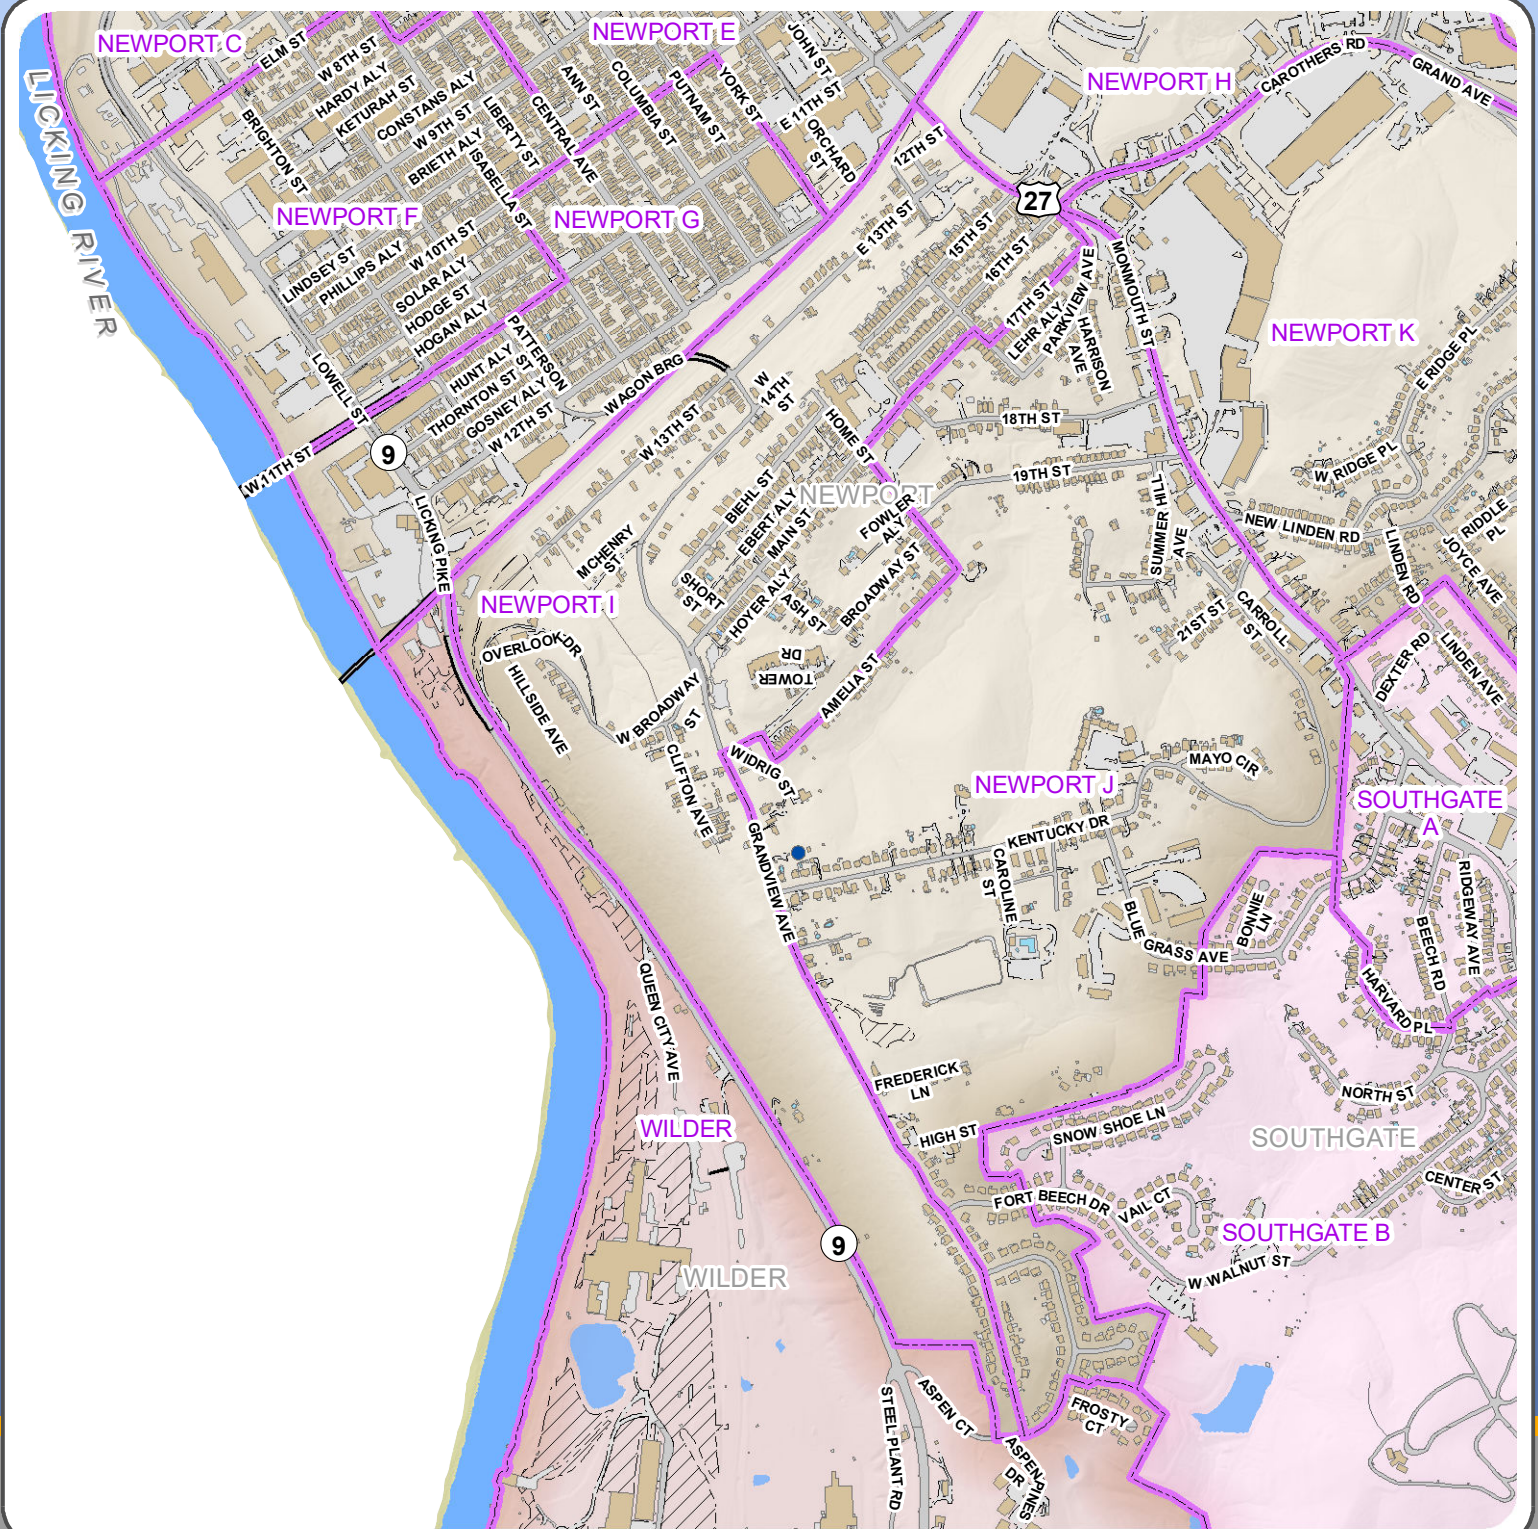 NEWPORT C
NEWPORT E
ELM ST
W 8TH ST
HARDY ALY
KETURAH ST
CONSTANS ALY
W 9TH ST
BRIETH ALY
BRIGHTON ST
LIBERTY ST
ISABELLA ST
CENTRAL AVE
ANN ST
COLUMBIA ST
PUTNAM ST
YORK ST
JOHN ST
E 11TH ST
ORCHARD
ST
12TH ST
NEWPORT H
CAROTHERS RD
GRAND AVE
LICKING RIVER
NEWPORT F
NEWPORT G
27
E 13TH ST
15TH ST
16TH ST
17TH ST
LEHR ALY
PARKVIEW AVE
HARRISON
AVE
MONMOUTH ST
NEWPORT K
LINDSEY ST
PHILLIPS ALY
W 10TH ST
SOLAR ALY
HODGE ST
HOGAN ALY
PATTERSON
ST
HUNT ALY
THORNTON ST
GOSNEY ALY
W 12TH ST
LOWELL ST
WAGON BRG
W
14TH
ST
W 13TH ST
HOME ST
18TH ST
19TH ST
E RIDGE PL
W RIDGE PL
RIDDLE
PL
JOYCE AVE
NEW LINDEN RD
LINDEN RD
W 11TH ST
9
LICKING PIKE
NEWPORT
BIEHL ST
EBERT ALY
MAIN ST
FOWLER
ALY
MCHENRY
ST
SHORT
ST
HOYER ALY
ASH ST
BROADWAY ST
SUMMER HILL
AVE
CARROLL
ST
21ST ST
DEXTER RD
LINDEN AVE
NEWPORT I
OVERLOOK DR
HILLSIDE AVE
TOWER
DR
AMELIA ST
W BROADWAY
ST
CLIFTON AVE
WIDRIG ST
GRANDVIEW AVE
NEWPORT J
MAYO CIR
KENTUCKY DR
CAROLINE
ST
BLUE GRASS AVE
BONNIE
LN
SOUTHGATE
A
RIDGEWAY AVE
BEECH RD
HARVARD PL
QUEEN CITY AVE
FREDERICK
LN
HIGH ST
SNOW SHOE LN
NORTH ST
SOUTHGATE
CENTER ST
WILDER
FORT BEECH DR
VAIL CT
SOUTHGATE B
W WALNUT ST
9
WILDER
STEEL PLANT RD
ASPEN CT
ASPEN PINES
DR
FROSTY
CT